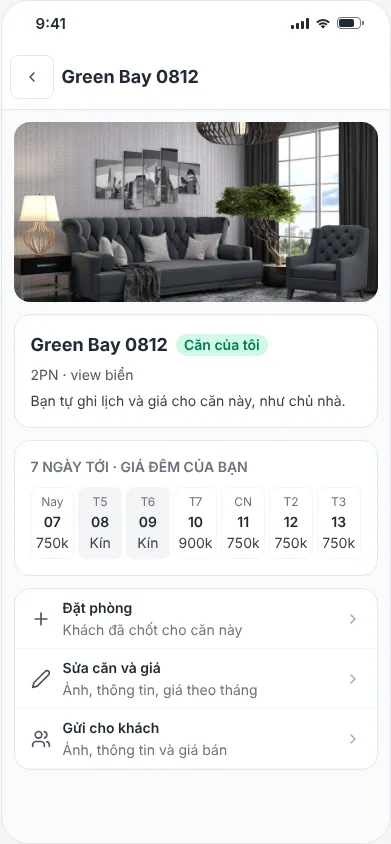 9:41
Green Bay 0812
Green Bay 0812 Căn của tôi
2PN · view biển
Bạn tự ghi lịch và giá cho căn này, như chủ nhà.
7 NGÀY TỚI · GIÁ ĐÊM CỦA BẠN
Nay T5 T6 T7 CN T2 T3
07 08 09 10 11 12 13
750k Kín Kín 900k 750k 750k 750k
Đặt phòng
Khách đã chốt cho căn này
Sửa căn và giá
Ảnh, thông tin, giá theo tháng
Gửi cho khách
Ảnh, thông tin và giá bán